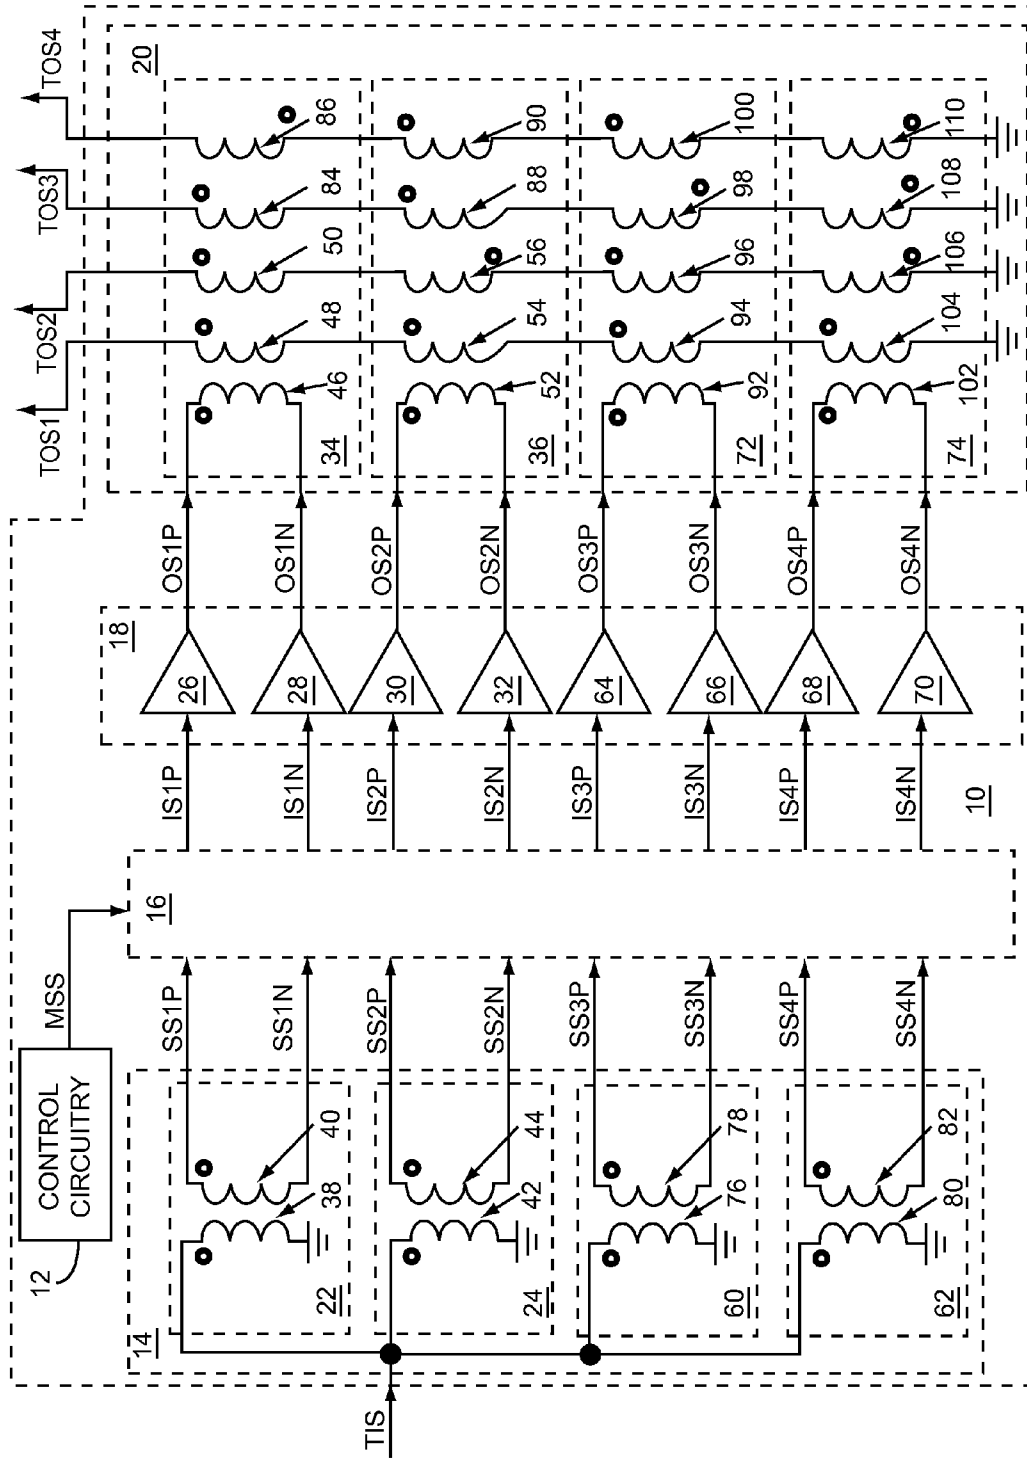 TOS1
TOS2
TOS3
TOS4
20
48
50
84
86
46
34
54
56
88
90
52
36
94
96
98
100
92
72
104
106
108
110
102
74
OS1P
OS1N
OS2P
OS2N
OS3P
OS3N
OS4P
OS4N
18
26
28
30
32
64
66
68
70
IS1P
IS1N
IS2P
IS2N
IS3P
IS3N
IS4P
IS4N
10
16
MSS
CONTROL
CIRCUITRY
12
SS1P
SS1N
SS2P
SS2N
SS3P
SS3N
SS4P
SS4N
40
38
22
44
42
24
78
76
60
82
80
62
14
TIS